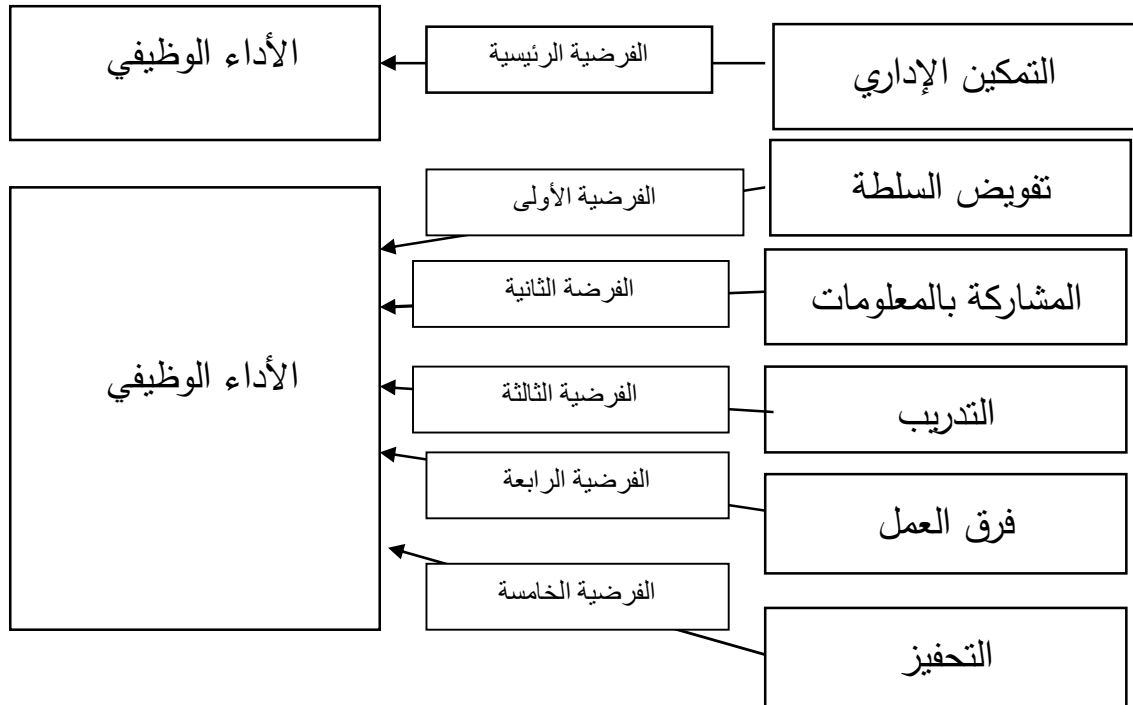 التمكين الإداري
الفرضية الرئيسية
الأداء الوظيفي
تفويض السلطة
الفرضية الأولى
المشاركة بالمعلومات
الفرضة الثانية
التدريب
الفرضية الثالثة
فرق العمل
الفرضية الرابعة
التحفيز
الفرضية الخامسة
الأداء الوظيفي